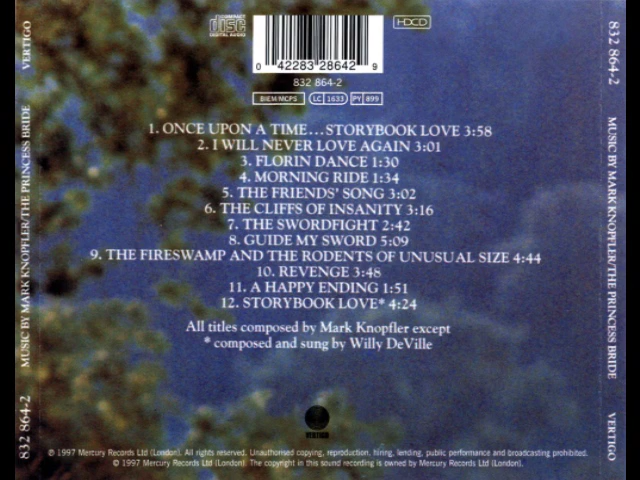 COMPACT
disc
DIGITAL AUDIO
HDCD
0 42283 28642 9
832 864-2
BIEM/MCPS LC 1633 PY 899
1. ONCE UPON A TIME...STORYBOOK LOVE 3:58
2. I WILL NEVER LOVE AGAIN 3:01
3. FLORIN DANCE 1:30
4. MORNING RIDE 1:34
5. THE FRIENDS' SONG 3:02
6. THE CLIFFS OF INSANITY 3:16
7. THE SWORDFIGHT 2:42
8. GUIDE MY SWORD 5:09
9. THE FIRESWAMP AND THE RODENTS OF UNUSUAL SIZE 4:44
10. REVENGE 3:48
11. A HAPPY ENDING 1:51
12. STORYBOOK LOVE* 4:24
All titles composed by Mark Knopfler except
* composed and sung by Willy DeVille
VERTIGO
℗ 1997 Mercury Records Ltd (London). All rights reserved. Unauthorised copying, reproduction, hiring, lending, public performance and broadcasting prohibited.
© 1997 Mercury Records Ltd (London). The copyright in this sound recording is owned by Mercury Records Ltd (London).
832 864-2 MUSIC BY MARK KNOPFLER/THE PRINCESS BRIDE VERTIGO
832 864-2 MUSIC BY MARK KNOPFLER/THE PRINCESS BRIDE VERTIGO